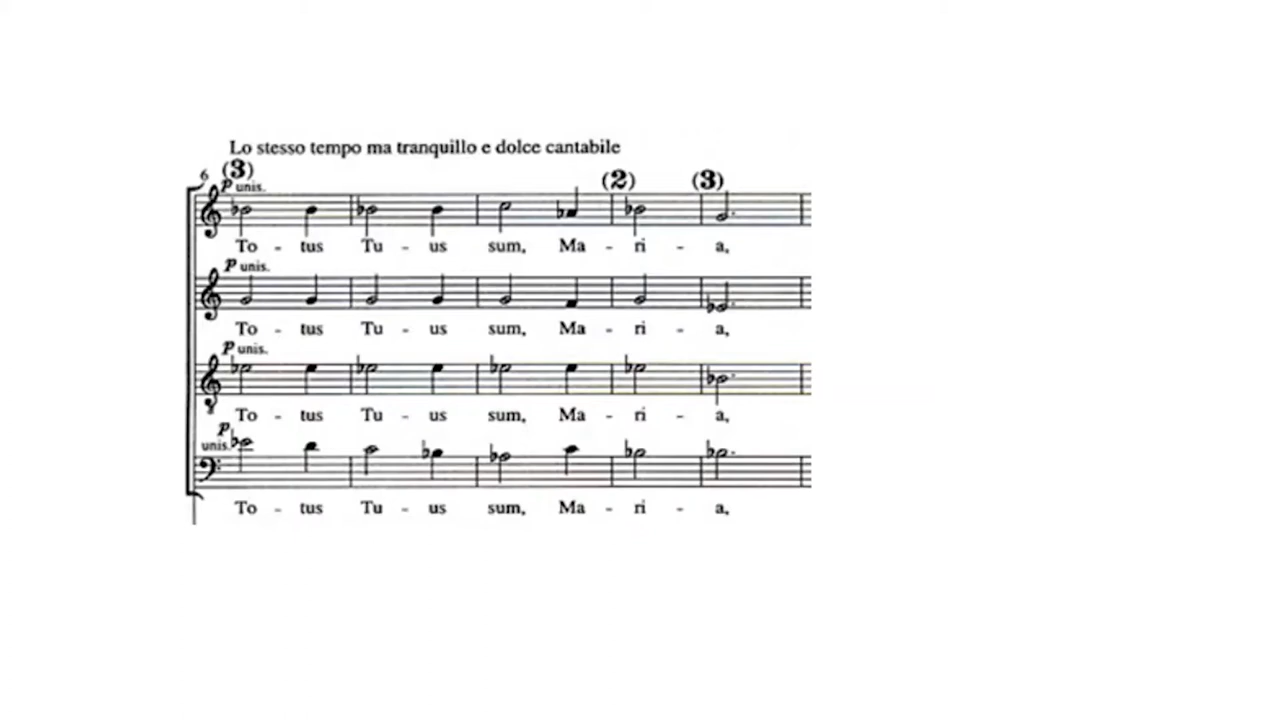 Lo stesso tempo ma tranquillo e dolce cantabile
6 (3) (2) (3)
p unis.
To - tus Tu - us sum, Ma - ri - a,
p unis.
To - tus Tu - us sum, Ma - ri - a,
p unis.
8
To - tus Tu - us sum, Ma - ri - a,
p
unis.
To - tus Tu - us sum, Ma - ri - a,